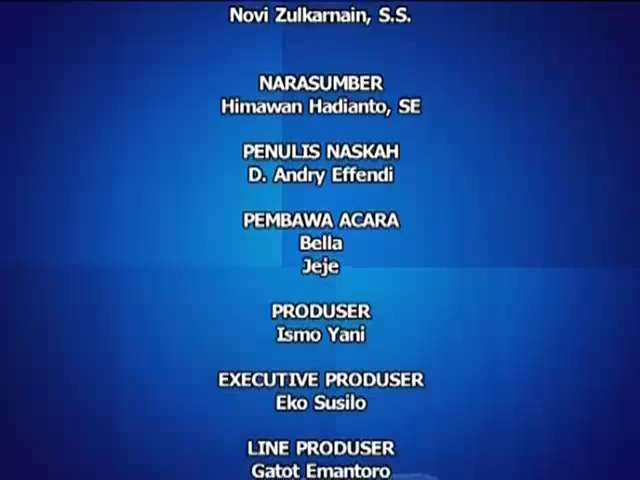 Novi Zulkarnain, S.S.
NARASUMBER
Himawan Hadianto, SE
PENULIS NASKAH
D. Andry Effendi
PEMBAWA ACARA
Bella
Jeje
PRODUSER
Ismo Yani
EXECUTIVE PRODUSER
Eko Susilo
LINE PRODUSER
Gatot Emantoro